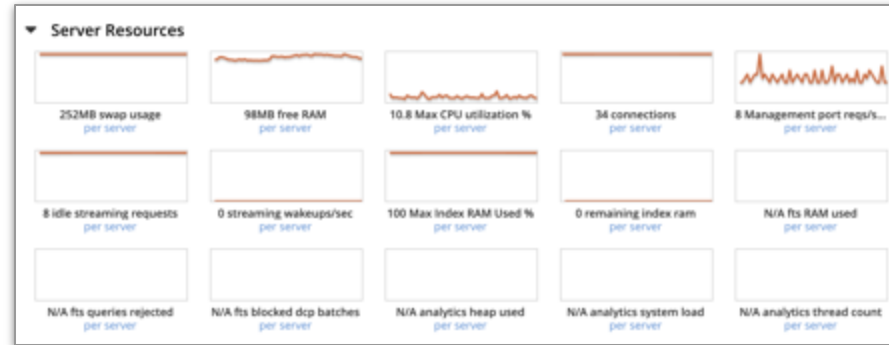 Server Resources
252MB swap usage
per server
98MB free RAM
per server
10.8 Max CPU utilization %
per server
34 connections
per server
8 Management port reqs/s...
per server
8 idle streaming requests
per server
0 streaming wakeups/sec
per server
100 Max Index RAM Used %
per server
0 remaining index ram
per server
N/A fts RAM used
per server
N/A fts queries rejected
per server
N/A fts blocked dcp batches
per server
N/A analytics heap used
per server
N/A analytics system load
per server
N/A analytics thread count
per server